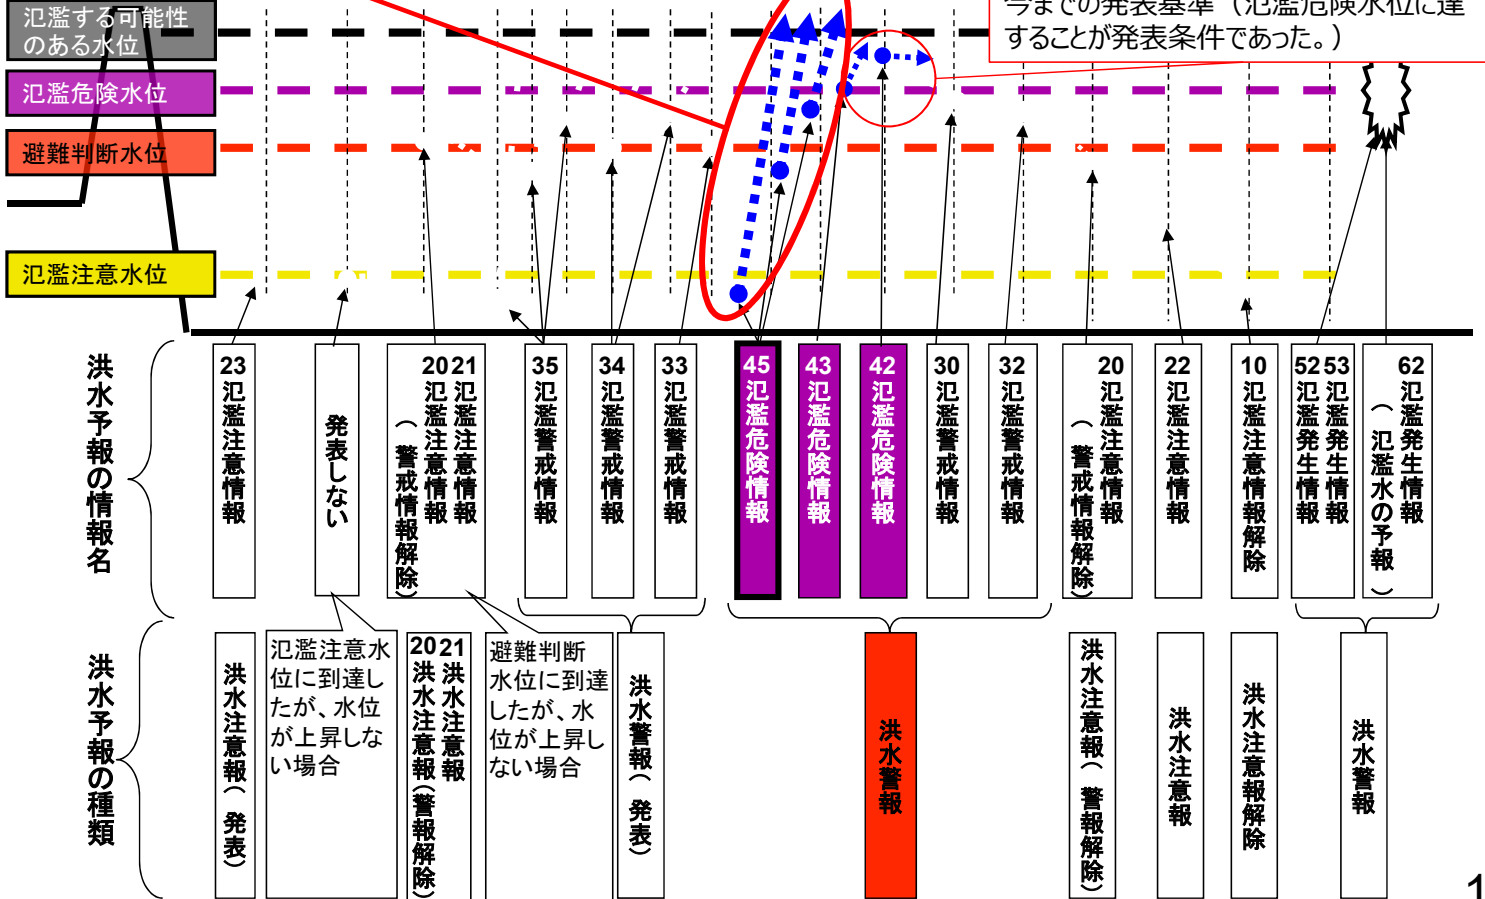 氾濫する可能性
のある水位
今までの発表基準（氾濫危険水位に達
することが発表条件であった。）
氾濫危険水位
避難判断水位
氾濫注意水位
洪水予報の情報名
23
氾濫注意情報
発表しない
20 21
氾濫注意情報
氾濫注意情報
（警戒情報解除）
35
氾濫警戒情報
34
氾濫警戒情報
33
氾濫警戒情報
45
氾濫危険情報
43
氾濫危険情報
42
氾濫危険情報
30
氾濫警戒情報
32
氾濫警戒情報
20
氾濫注意情報
（警戒情報解除）
22
氾濫注意情報
10
氾濫注意情報解除
52 53
氾濫発生情報
氾濫発生情報
62
氾濫発生情報
（氾濫水の予報）
洪水予報の種類
洪水注意報（発表）
氾濫注意水
位に到達し
たが、水位
が上昇しな
い場合
20 21
洪水注意報
洪水注意報（警報解除）
避難判断
水位に到達
したが、水
位が上昇し
ない場合
洪水警報（発表）
洪水警報
洪水注意報（警報解除）
洪水注意報
洪水注意報解除
洪水警報
1